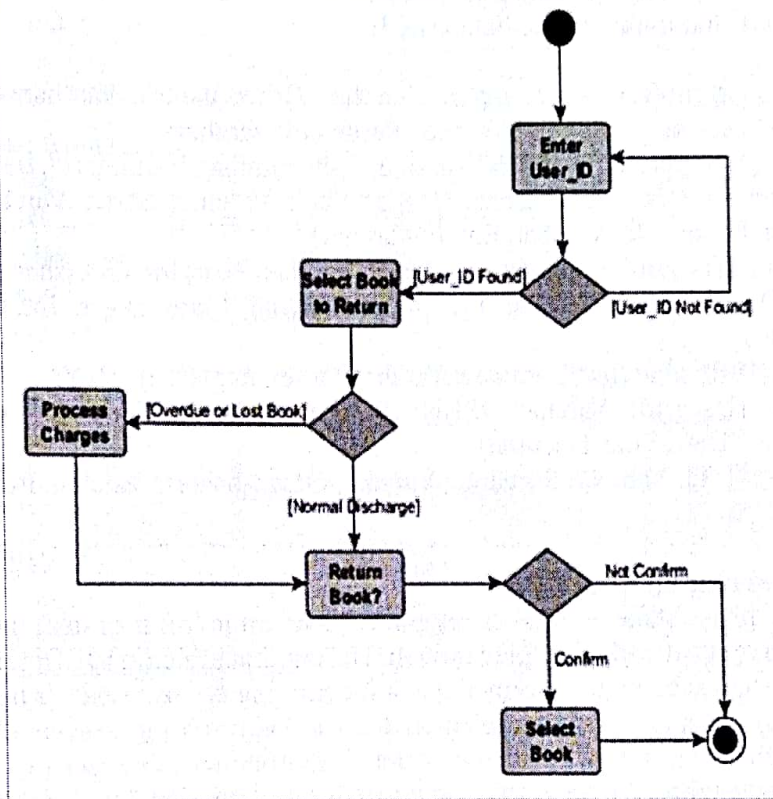 Enter
User_ID
[User_ID Found]
[User_ID Not Found]
Select Book
to Return
Process
Charges
[Overdue or Lost Book]
[Normal Discharge]
Return
Book?
Not Confirm
Confirm
Select
Book